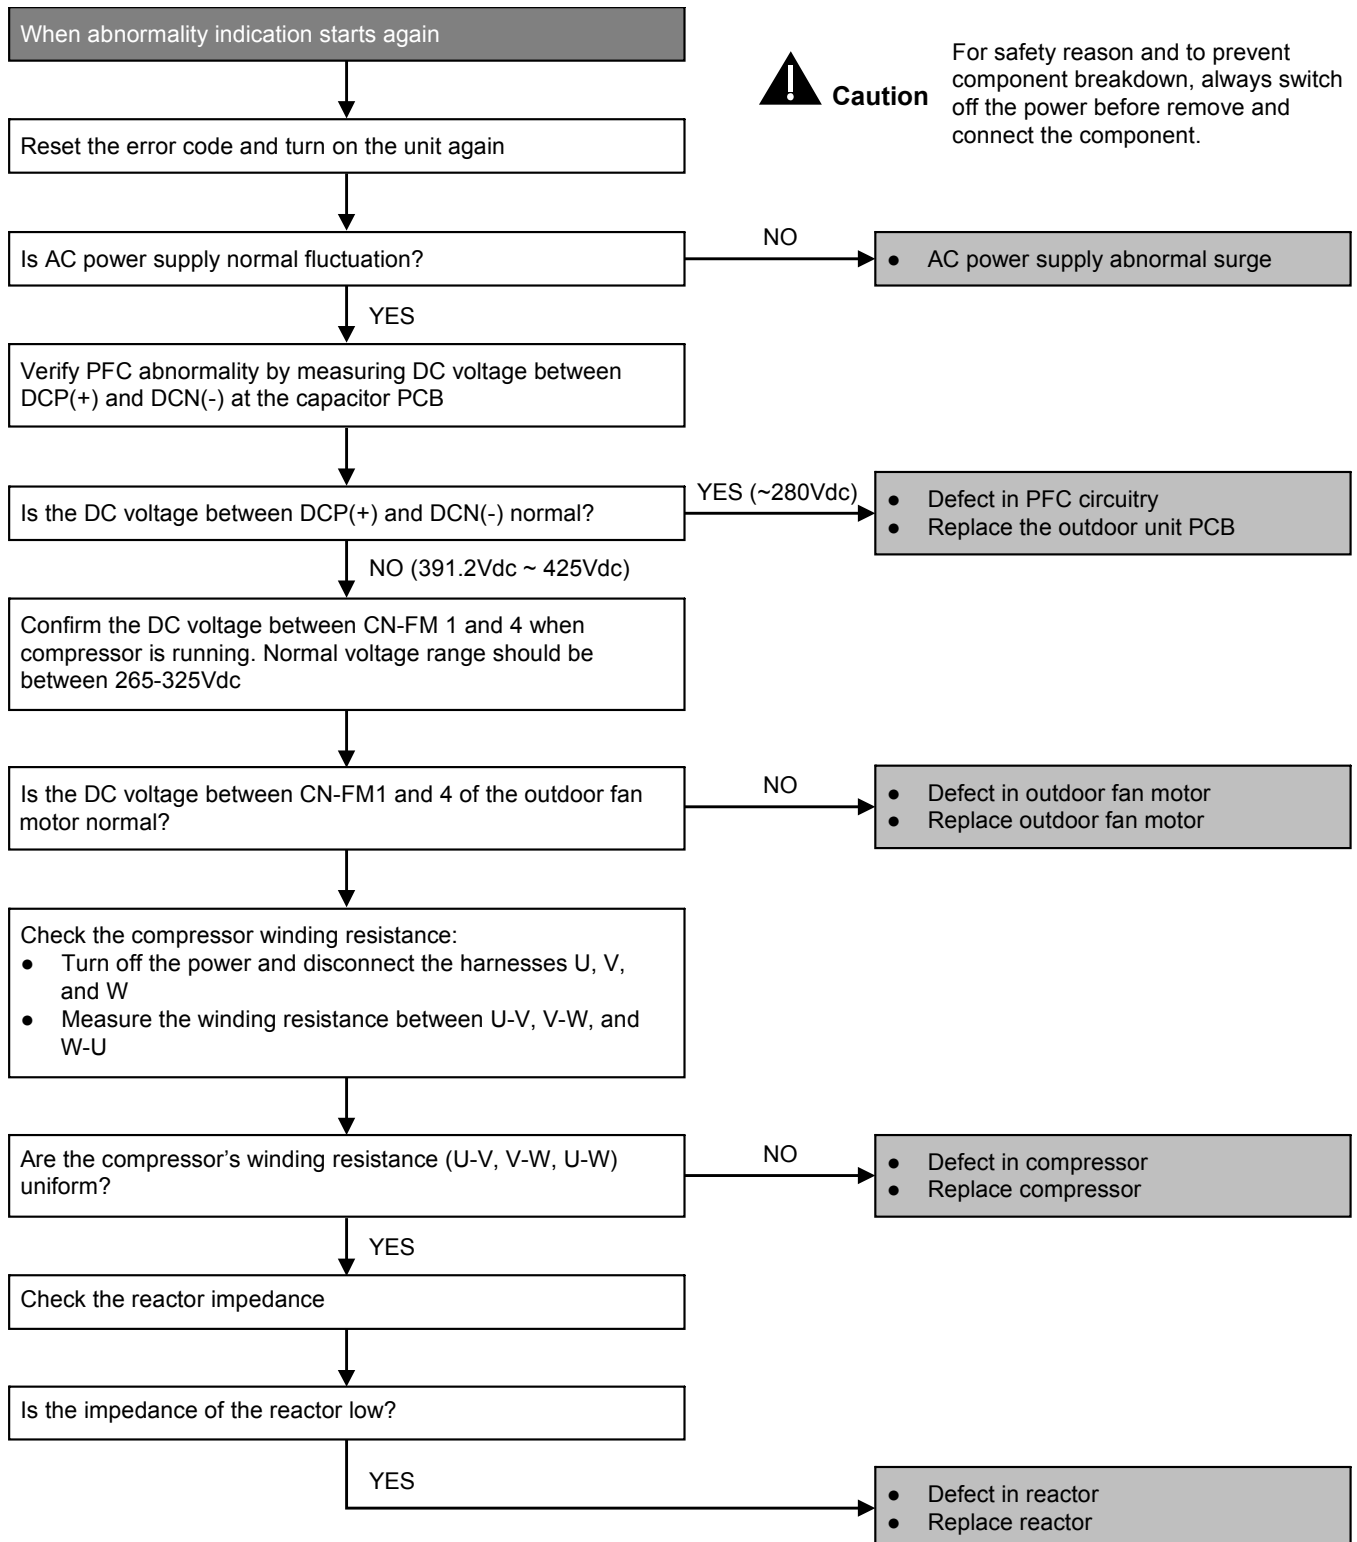 When abnormality indication starts again
Caution
For safety reason and to prevent
component breakdown, always switch
off the power before remove and
connect the component.
Reset the error code and turn on the unit again
Is AC power supply normal fluctuation?
NO
● AC power supply abnormal surge
YES
Verify PFC abnormality by measuring DC voltage between
DCP(+) and DCN(-) at the capacitor PCB
Is the DC voltage between DCP(+) and DCN(-) normal?
YES (~280Vdc)
● Defect in PFC circuitry
● Replace the outdoor unit PCB
NO (391.2Vdc ~ 425Vdc)
Confirm the DC voltage between CN-FM 1 and 4 when
compressor is running. Normal voltage range should be
between 265-325Vdc
Is the DC voltage between CN-FM1 and 4 of the outdoor fan
motor normal?
NO
● Defect in outdoor fan motor
● Replace outdoor fan motor
Check the compressor winding resistance:
● Turn off the power and disconnect the harnesses U, V,
and W
● Measure the winding resistance between U-V, V-W, and
W-U
Are the compressor’s winding resistance (U-V, V-W, U-W)
uniform?
NO
● Defect in compressor
● Replace compressor
YES
Check the reactor impedance
Is the impedance of the reactor low?
YES
● Defect in reactor
● Replace reactor